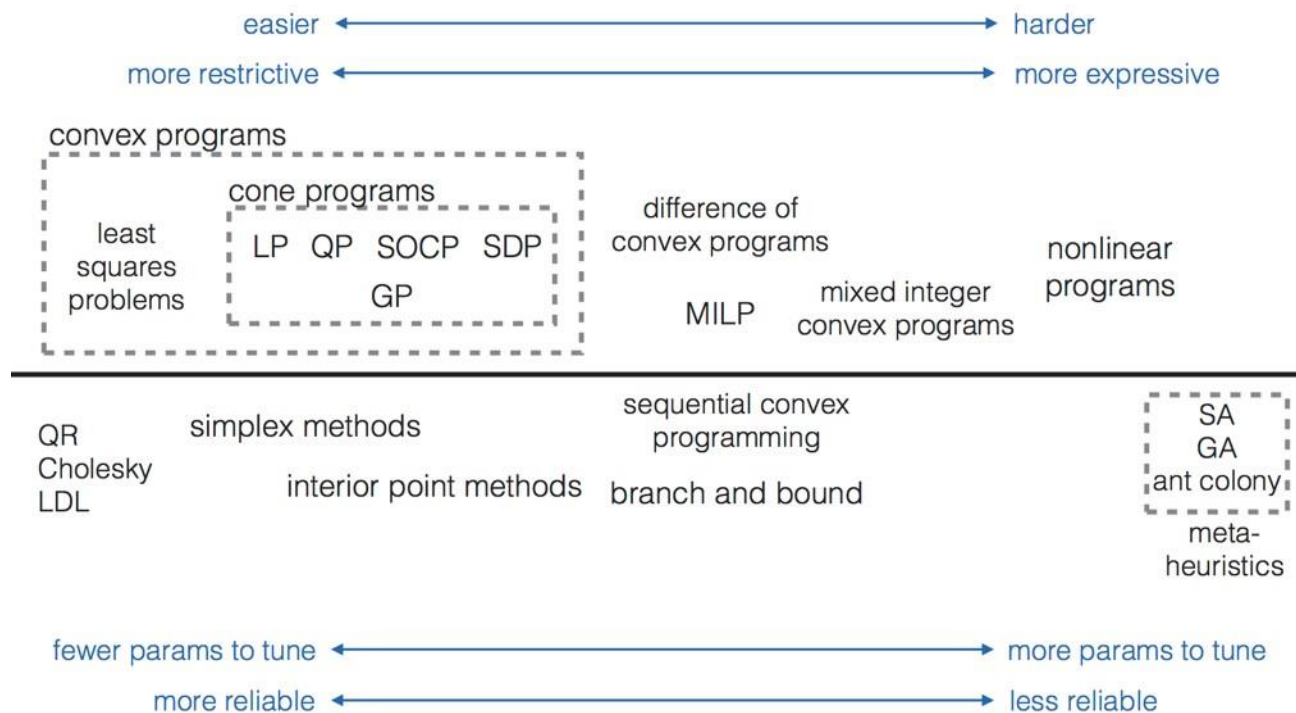 easier harder
more restrictive more expressive
convex programs
cone programs
least
squares
problems
LP QP SOCP SDP
GP
difference of
convex programs
MILP
mixed integer
convex programs
nonlinear
programs
QR
Cholesky
LDL
simplex methods
interior point methods
sequential convex
programming
branch and bound
SA
GA
ant colony
meta-
heuristics
fewer params to tune more params to tune
more reliable less reliable